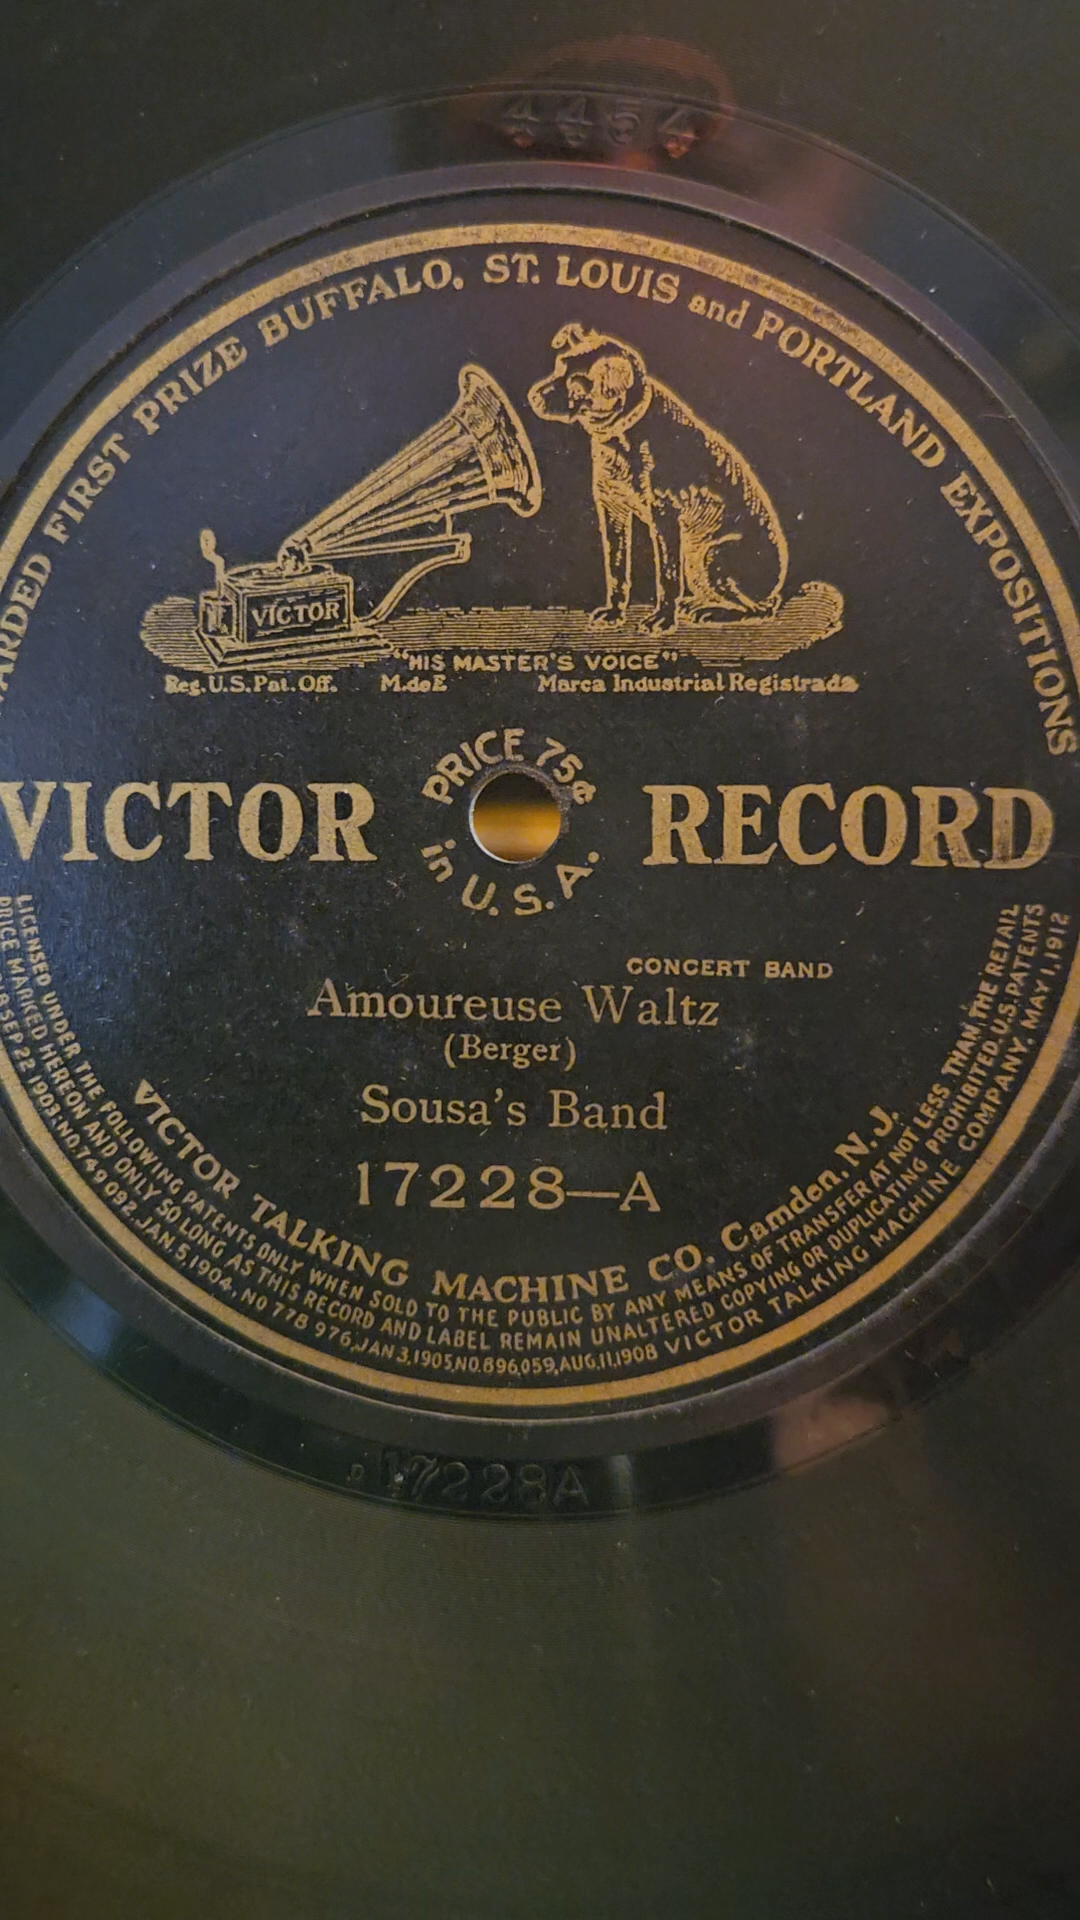 4454
ARDED FIRST PRIZE BUFFALO, ST. LOUIS and PORTLAND EXPOSITIONS
VICTOR
"HIS MASTER'S VOICE"
Reg. U.S. Pat. Off. M.deE Marca Industrial Registrada
PRICE 75¢
VICTOR RECORD
in U.S.A.
CONCERT BAND
Amoureuse Waltz
(Berger)
Sousa's Band
17228—A
VICTOR TALKING MACHINE CO. Camden, N.J.
LICENSED UNDER THE FOLLOWING PATENTS ONLY WHEN SOLD TO THE PUBLIC BY ANY MEANS OF TRANSFER AT NOT LESS THAN THE RETAIL
PRICE MARKED HEREON AND ONLY SO LONG AS THIS RECORD AND LABEL REMAIN UNALTERED COPYING OR DUPLICATING PROHIBITED. U.S. PATENTS
SEP 22 1903: NO. 749 092, JAN, 5, 1904, NO 778 976, JAN 3, 1905, NO. 896,059, AUG, 11, 1908 VICTOR TALKING MACHINE COMPANY, MAY 1, 1912
17228A